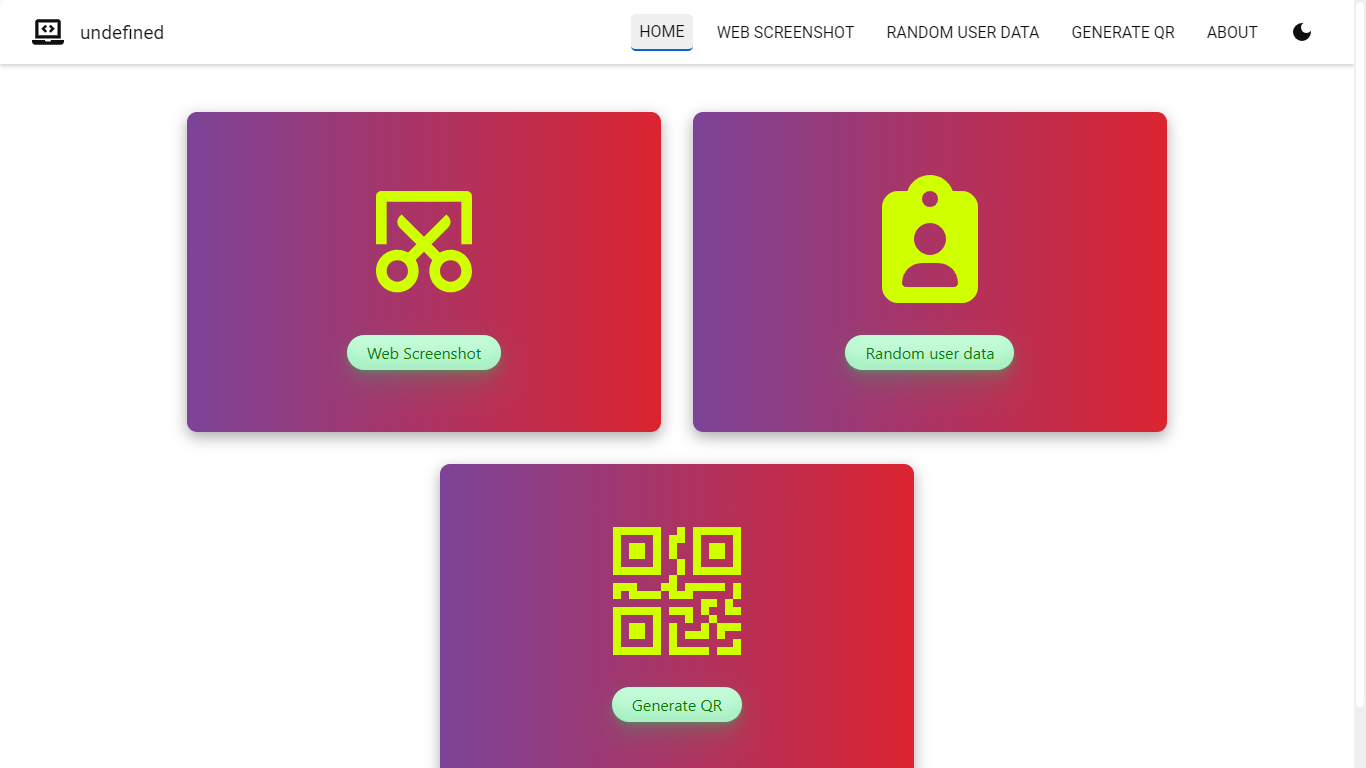 undefined
HOME
WEB SCREENSHOT
RANDOM USER DATA
GENERATE QR
ABOUT
Web Screenshot
Random user data
Generate QR